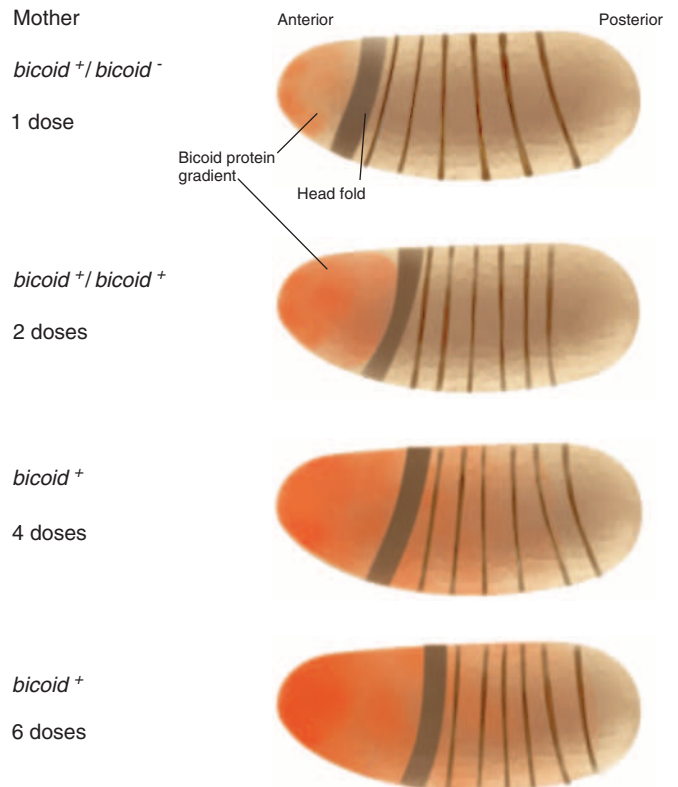 Mother
Anterior
Posterior
bicoid +/ bicoid -
1 dose
Bicoid protein
gradient
Head fold
bicoid +/ bicoid +
2 doses
bicoid +
4 doses
bicoid +
6 doses